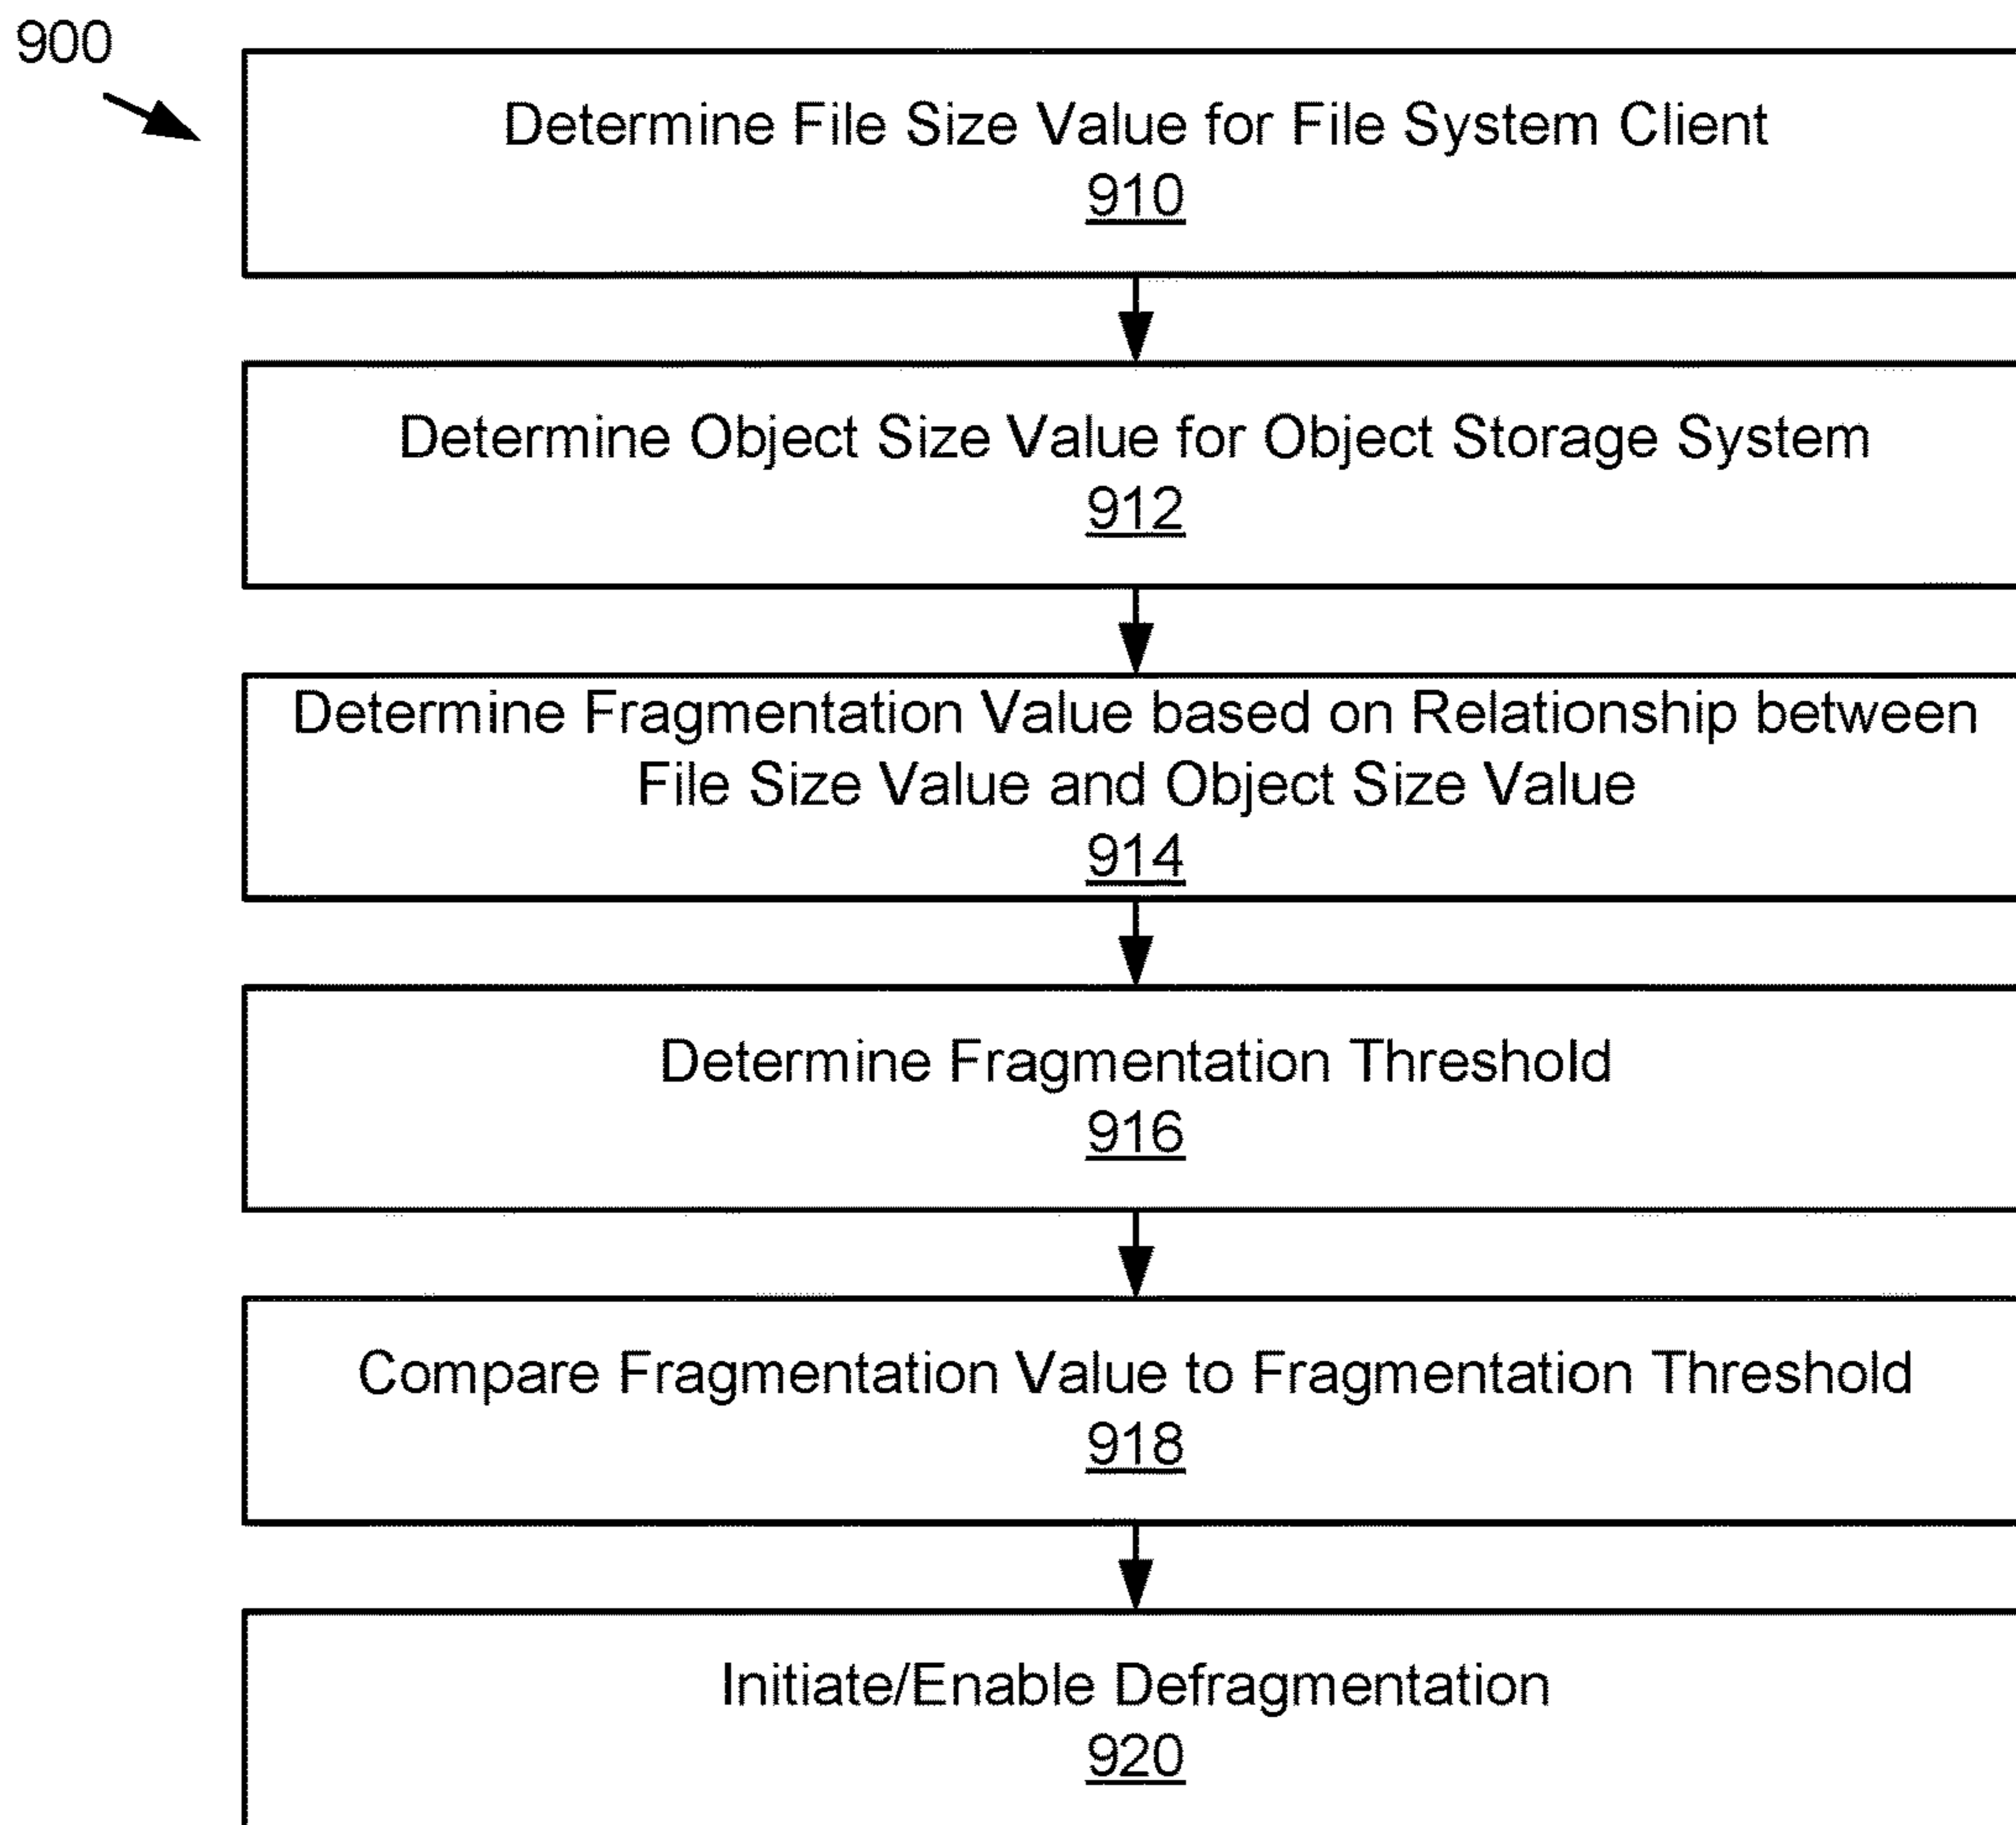 900
Determine File Size Value for File System Client
910
Determine Object Size Value for Object Storage System
912
Determine Fragmentation Value based on Relationship between
File Size Value and Object Size Value
914
Determine Fragmentation Threshold
916
Compare Fragmentation Value to Fragmentation Threshold
918
Initiate/Enable Defragmentation
920